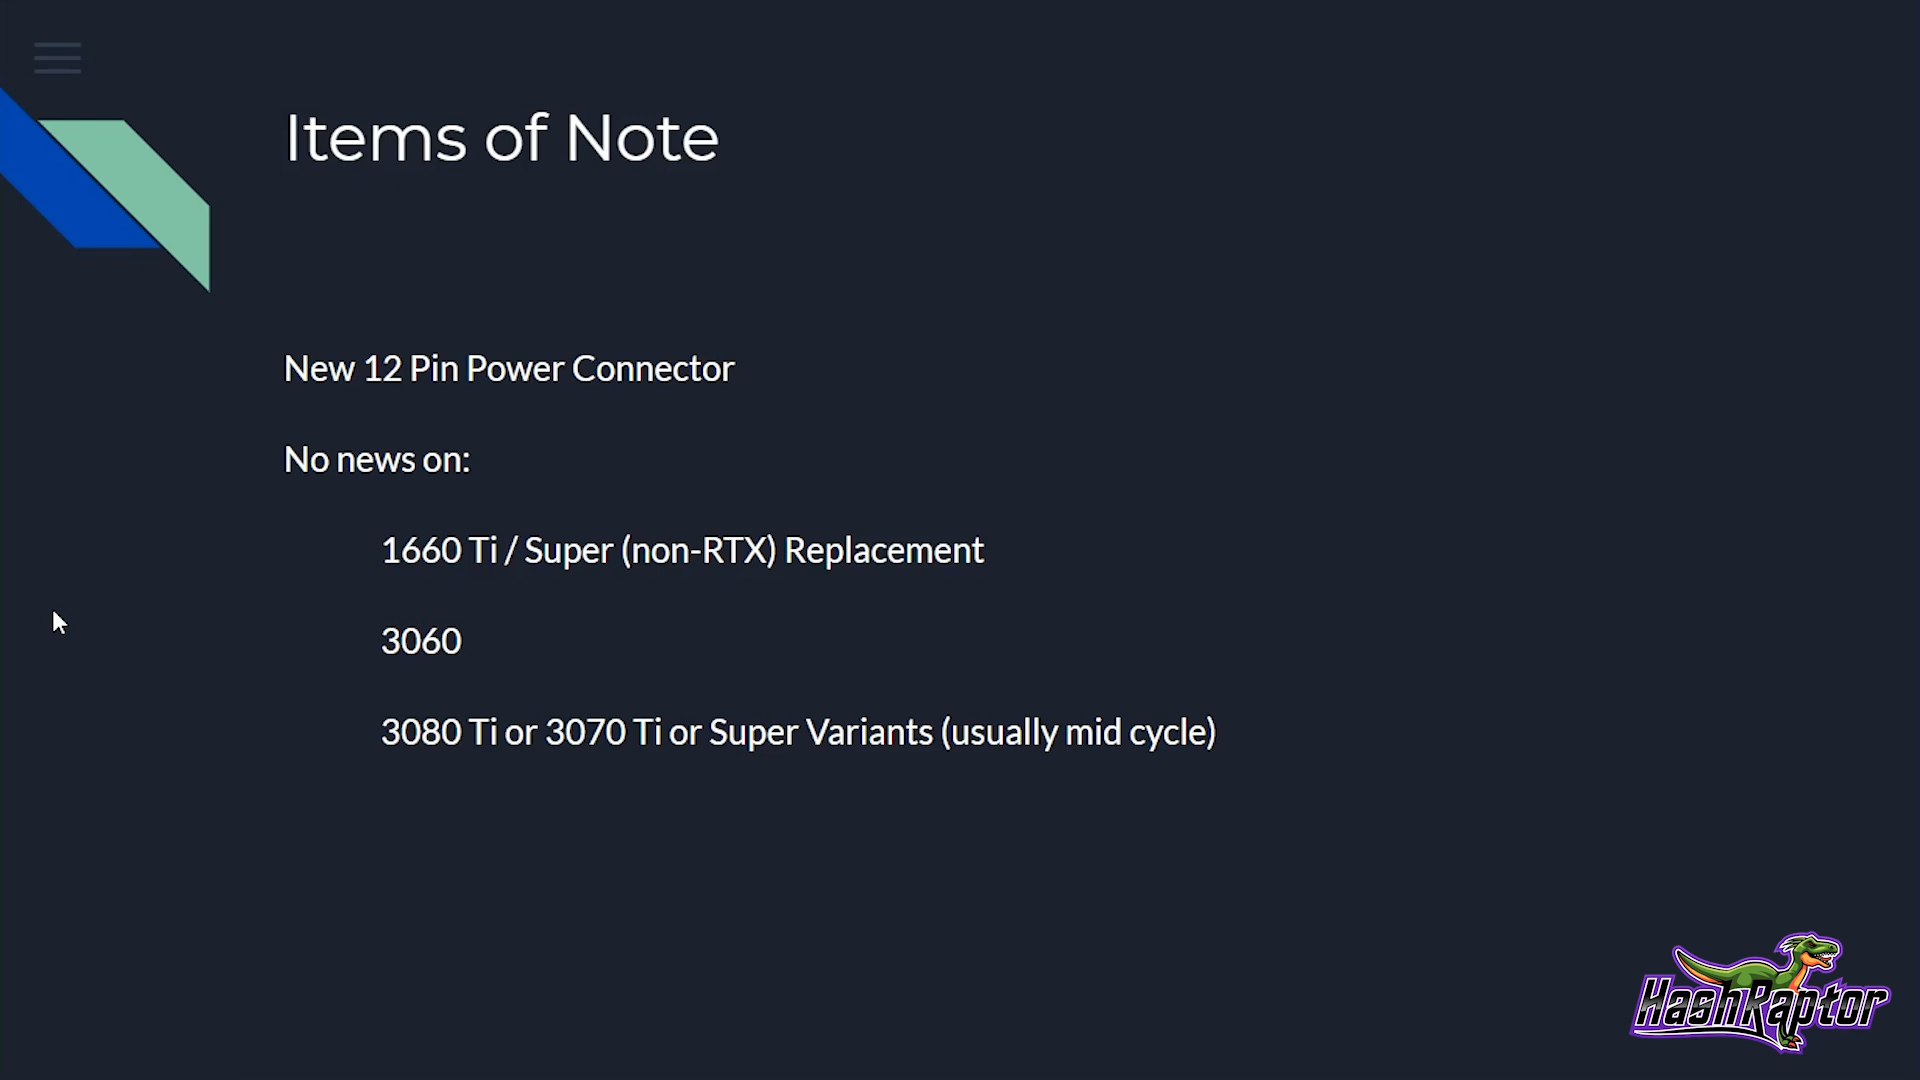 Items of Note
New 12 Pin Power Connector
No news on:
1660 Ti / Super (non-RTX) Replacement
3060
3080 Ti or 3070 Ti or Super Variants (usually mid cycle)
HashRaptor